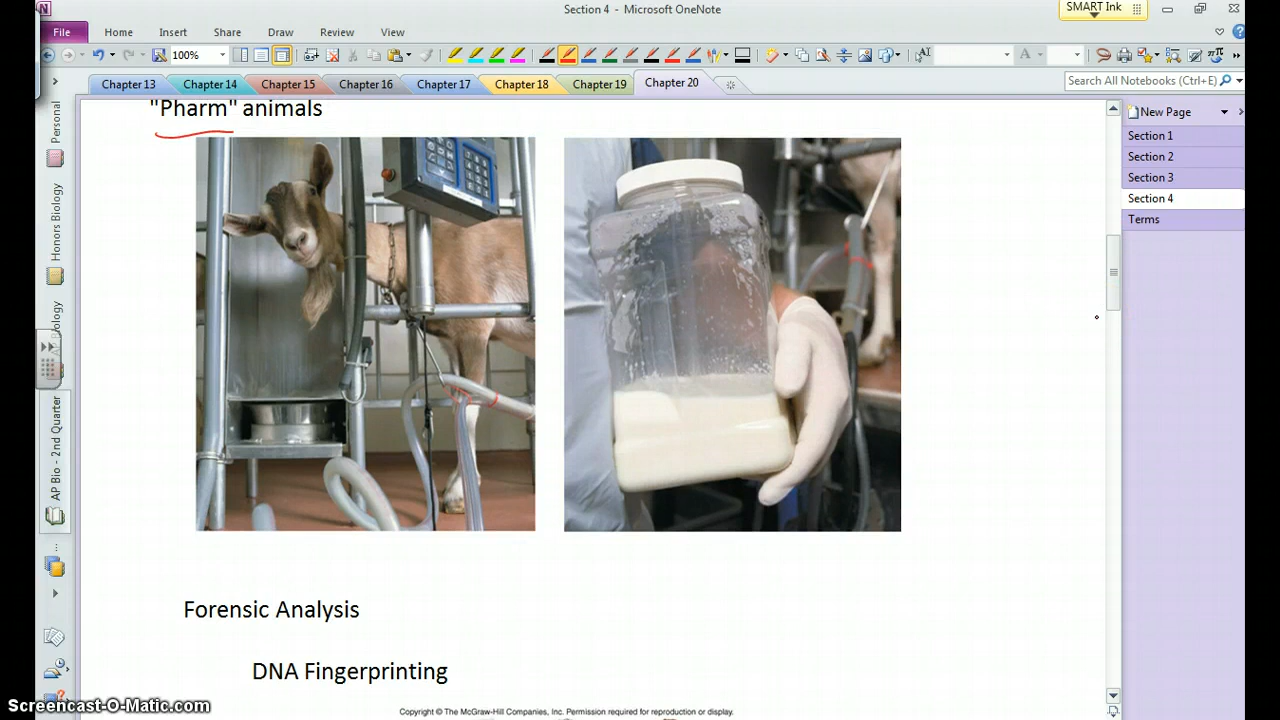 Section 4 - Microsoft OneNote
SMART Ink
File Home Insert Share Draw Review View
100%
Chapter 13 Chapter 14 Chapter 15 Chapter 16 Chapter 17 Chapter 18 Chapter 19 Chapter 20
Search All Notebooks (Ctrl+E)
New Page
Section 1
Section 2
Section 3
Section 4
Terms
Personal
Honors Biology
AP Bio – 2nd Quarter
"Pharm" animals
Forensic Analysis
DNA Fingerprinting
Copyright © The McGraw-Hill Companies, Inc. Permission required for reproduction or display.
Screencast-O-Matic.com